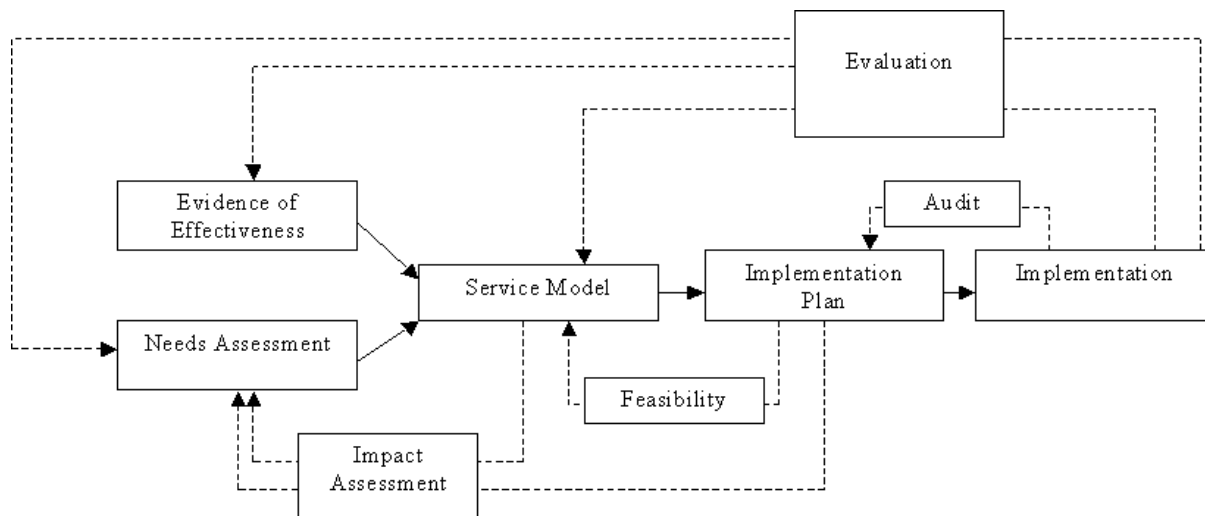 Evaluation
Evidence of
Effectiveness
Audit
Service Model
Implementation
Plan
Implementation
Needs Assessment
Feasibility
Impact
Assessment